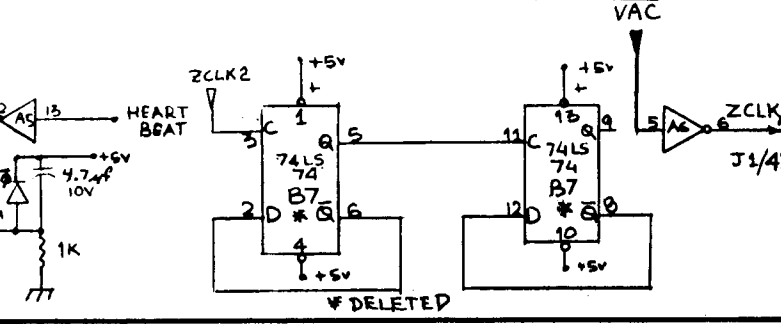 VAC
+5v
+5v
ZCLK2
2
A5
13
HEART
BEAT
1
13
C
3
Q
5
11
C
Q
9
5
A6
6
ZCLK
J1/4
74LS
74
B7
*
74LS
74
B7
*
+5v
4.7µf
10V
2
D
Q
6
12
D
Q
8
4
10
1K
+5v
+5v
* DELETED